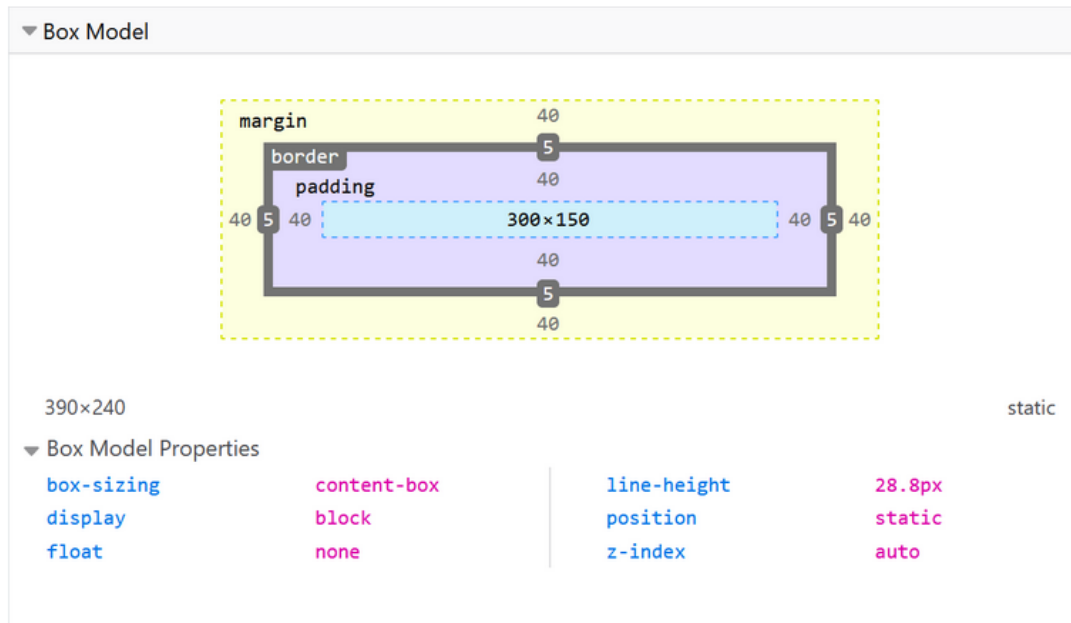 Box Model
margin 40
border 5
padding 40
40 5 40 300×150 40 5 40
40
5
40
390×240 static
Box Model Properties
box-sizing content-box line-height 28.8px
display block position static
float none z-index auto